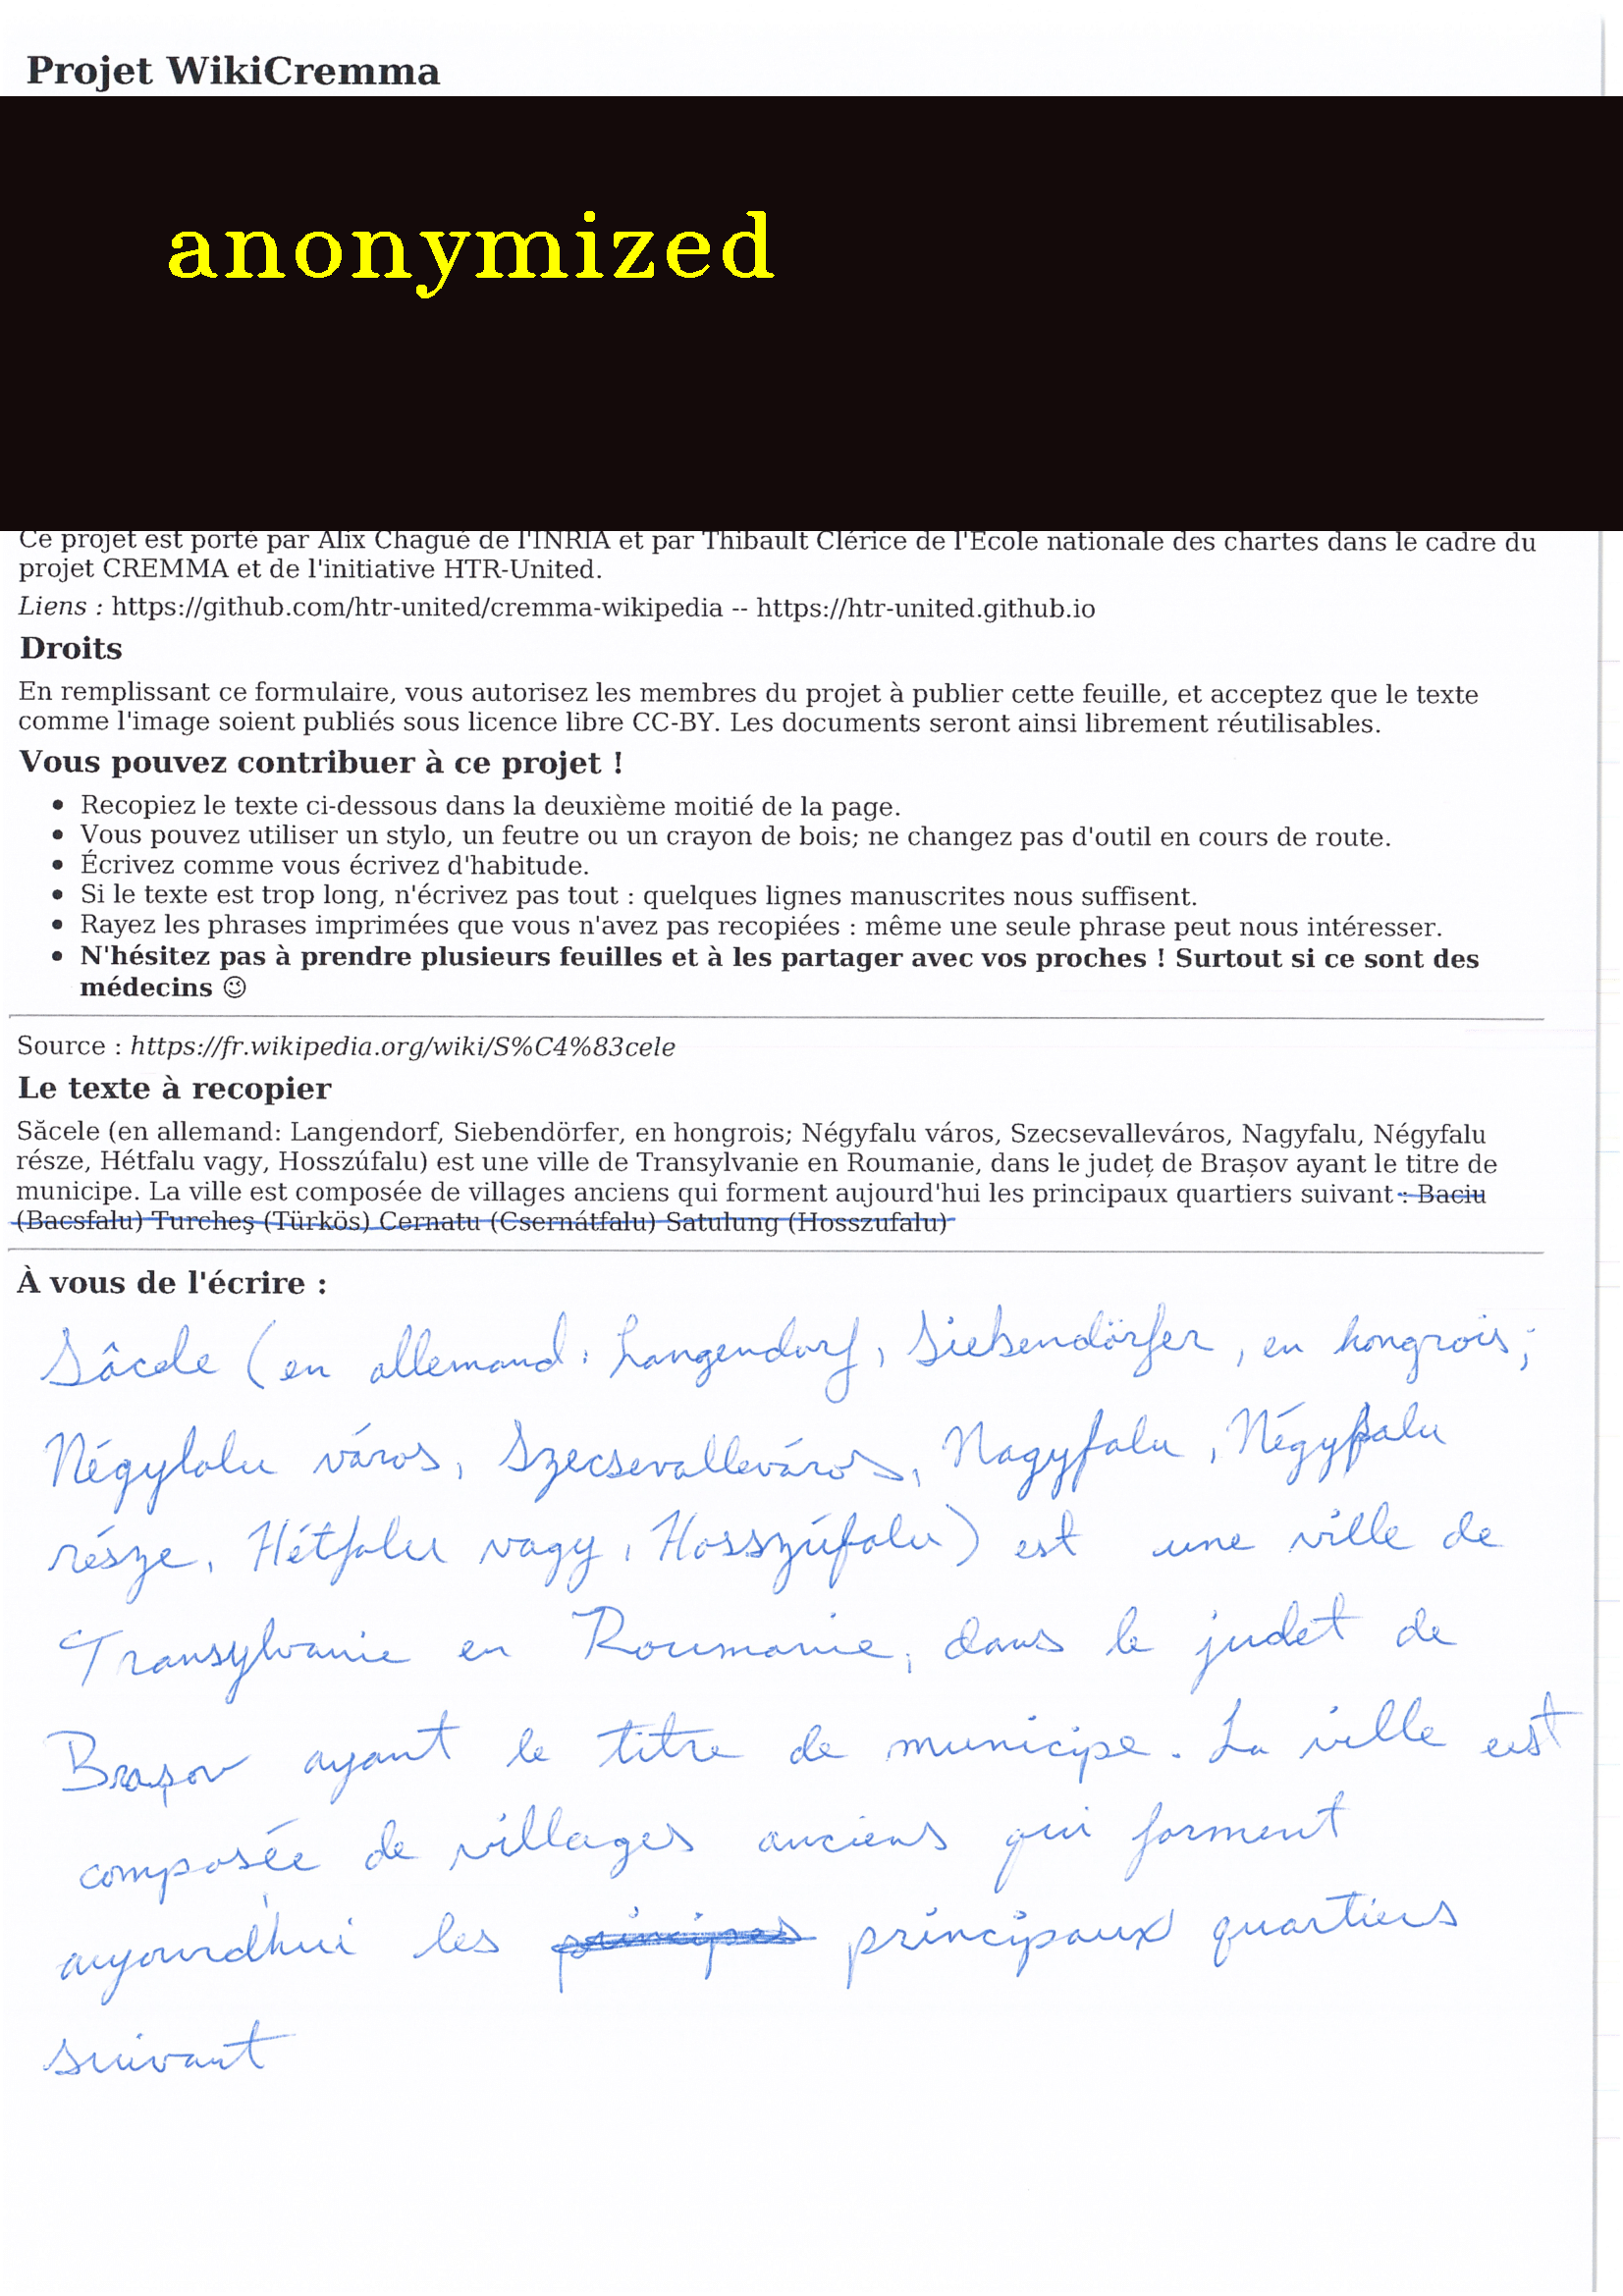 Projet WikiCremma
anonymized
Ce projet est porté par Alix Chagué de l'INRIA et par Thibault Clérice de l'École nationale des chartes dans le cadre du
projet CREMMA et de l'initiative HTR-United.
Liens : https://github.com/htr-united/cremma-wikipedia -- https://htr-united.github.io
Droits
En remplissant ce formulaire, vous autorisez les membres du projet à publier cette feuille, et acceptez que le texte
comme l'image soient publiés sous licence libre CC-BY. Les documents seront ainsi librement réutilisables.
Vous pouvez contribuer à ce projet !
• Recopiez le texte ci-dessous dans la deuxième moitié de la page.
• Vous pouvez utiliser un stylo, un feutre ou un crayon de bois; ne changez pas d'outil en cours de route.
• Écrivez comme vous écrivez d'habitude.
• Si le texte est trop long, n'écrivez pas tout : quelques lignes manuscrites nous suffisent.
• Rayez les phrases imprimées que vous n'avez pas recopiées : même une seule phrase peut nous intéresser.
• N'hésitez pas à prendre plusieurs feuilles et à les partager avec vos proches ! Surtout si ce sont des
médecins ☺
Source : https://fr.wikipedia.org/wiki/S%C4%83cele
Le texte à recopier
Săcele (en allemand: Langendorf, Siebendörfer, en hongrois; Négyfalu város, Szecsevalleváros, Nagyfalu, Négyfalu
része, Hétfalu vagy, Hosszúfalu) est une ville de Transylvanie en Roumanie, dans le județ de Brașov ayant le titre de
municipe. La ville est composée de villages anciens qui forment aujourd'hui les principaux quartiers suivant : Baciu
(Bacsfalu) Turcheş (Türkös) Cernatu (Csernátfalu) Satulung (Hosszufalu)
À vous de l'écrire :
Sâcele (en allemand : Langendorf, Siebendörfer, en hongrois ;
Négylalu város, Szecsevalleváros, Nagyfalu, Négyfalu
része, Hétfalu vagy, Hosszúfalu) est une ville de
Transylvanie en Roumanie, dans le judet de
Braşov ayant le titre de municipe. La ville est
composée de villages anciens qui forment
aujourd'hui les principes principaux quartiers
suivant